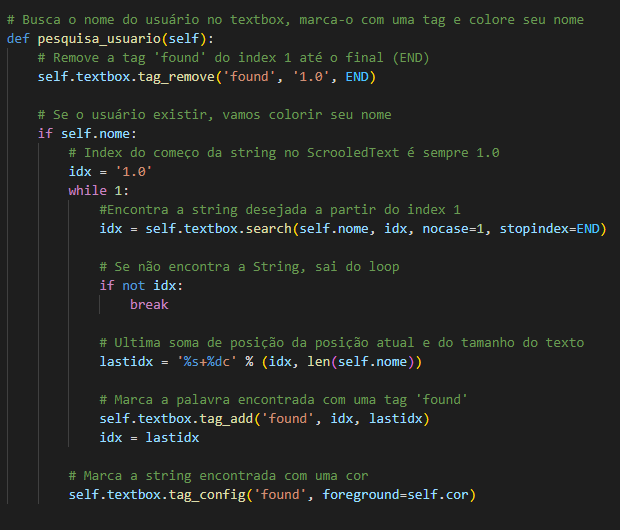 # Busca o nome do usuário no textbox, marca-o com uma tag e colore seu nome
def pesquisa_usuario(self):
# Remove a tag 'found' do index 1 até o final (END)
self.textbox.tag_remove('found', '1.0', END)
# Se o usuário existir, vamos colorir seu nome
if self.nome:
# Index do começo da string no ScrooledText é sempre 1.0
idx = '1.0'
while 1:
#Encontra a string desejada a partir do index 1
idx = self.textbox.search(self.nome, idx, nocase=1, stopindex=END)
# Se não encontra a String, sai do loop
if not idx:
break
# Ultima soma de posição da posição atual e do tamanho do texto
lastidx = '%s+%dc' % (idx, len(self.nome))
# Marca a palavra encontrada com uma tag 'found'
self.textbox.tag_add('found', idx, lastidx)
idx = lastidx
# Marca a string encontrada com uma cor
self.textbox.tag_config('found', foreground=self.cor)